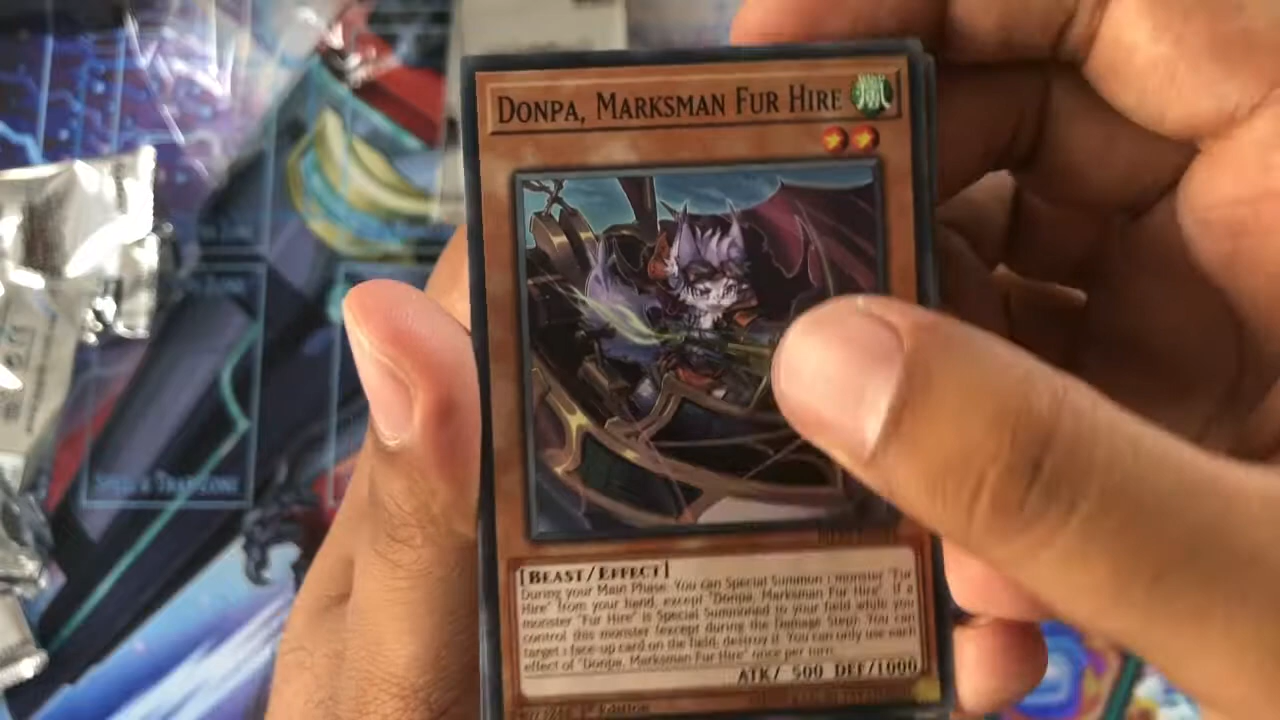 DONPA, MARKSMAN FUR HIRE
風
[BEAST/EFFECT]
During your Main Phase: You can Special Summon 1 monster "Fur
Hire" from your hand, except "Donpa, Marksman Fur Hire". If a
monster "Fur Hire" is Special Summoned to your field while you
control this monster (except during the Damage Step): You can
target 1 face-up card on the field; destroy it. You can only use each
effect of "Donpa, Marksman Fur Hire" once per turn.
ATK/ 500 DEF/1000
1st Edition
SPELL & TRAP ZONE